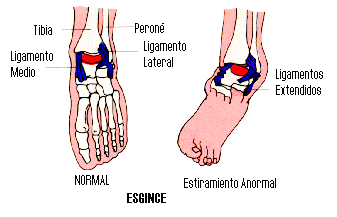 Tibia
Peroné
Ligamento
Medio
Ligamento
Lateral
Ligamentos
Extendidos
NORMAL
Estiramiento Anormal
ESGINCE